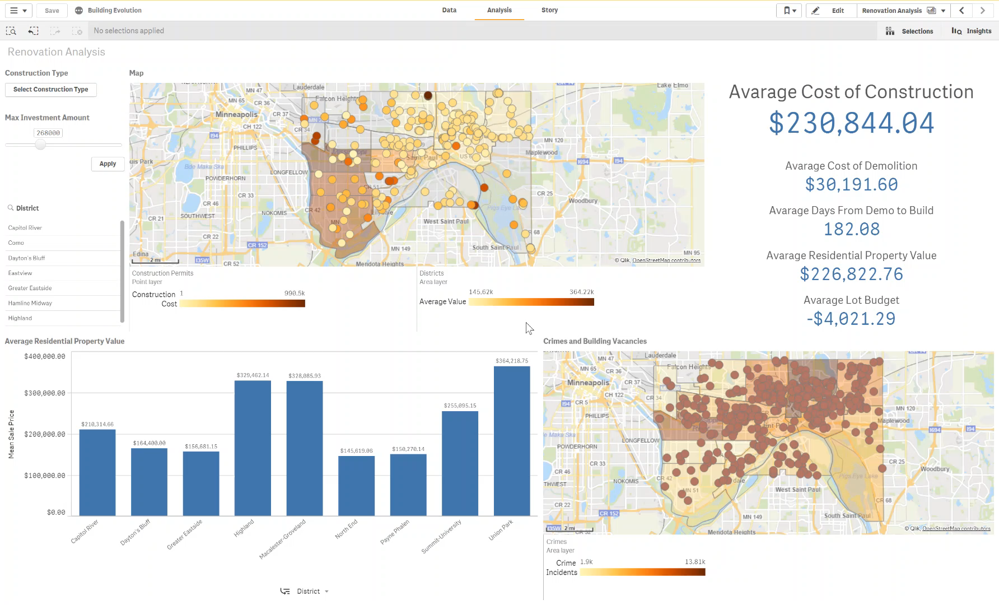 Save
Building Evolution
Data
Analysis
Story
Edit
Renovation Analysis
No selections applied
Selections
Insights
Renovation Analysis
Construction Type
Select Construction Type
Max Investment Amount
268000
Apply
District
Capitol River
Como
Dayton's Bluff
Eastview
Greater Eastside
Hamline Midway
Highland
Map
Lauderdale
Lake Elmo
MN 47
MN 65
CR 36
Falcon Heights
Minneapolis
CR 37
CH 122
CR 34
I94
PHILLIPS
MN 120
Maplewood
Saint Paul
uis Park
Bde Maka Ska
LONGFELLOW
I694
I94
POWDERHORN
CR 51
CR 33
CR 25
Woodbury
CR 46
SOUTHWEST
NOKOMIS
CR 42
Lilydale
Pigs Eye La
CR 21
West Saint Paul
CR 22
CR 152
MN 149
South Saint Paul
Edina
I35W
CR 52
Mendota Heights
MN 95
2 mi
© Qlik, OpenStreetMap contributors
Construction Permits
Point layer
Construction Cost
1
990.5k
Districts
Area layer
Average Value
145.62k
364.22k
Avarage Cost of Construction
$230,844.04
Avarage Cost of Demolition
$30,191.60
Avarage Days From Demo to Build
182.08
Avarage Residential Property Value
$226,822.76
Avarage Lot Budget
-$4,021.29
Average Residential Property Value
Mean Sale Price
$400,000.00
$300,000.00
$200,000.00
$100,000.00
$0.00
$210,314.66
$164,400.00
$156,681.15
$329,462.14
$328,085.93
$145,619.06
$150,270.14
$255,095.15
$364,218.75
Capitol River
Dayton's Bluff
Greater Eastside
Highland
Macalester-Groveland
North End
Payne Phalen
Summit-University
Union Park
District
Crimes and Building Vacancies
MN 47
Lauderdale
MN 65
CR 36
Falcon Heights
Minneapolis
CR 37
CH 122
CR 34
I94
CR 5
PHILLIPS
MN 120
Maplewood
e Maka Ska
LONGFELLOW
I694
I94
POWDERHORN
CR 33
CR 25
Woodbury
CR 46
THWEST
NOKOMIS
CR 42
dale
Pigs Eye Lake
MN 51
West Saint Paul
CR 22
CR 68
CR 152
MN 149
South Saint Paul
I35W
2 mi
Mendota Heights
© Qlik, OpenStreetMap contributors
Crimes
Area layer
Crime Incidents
1.9k
13.81k